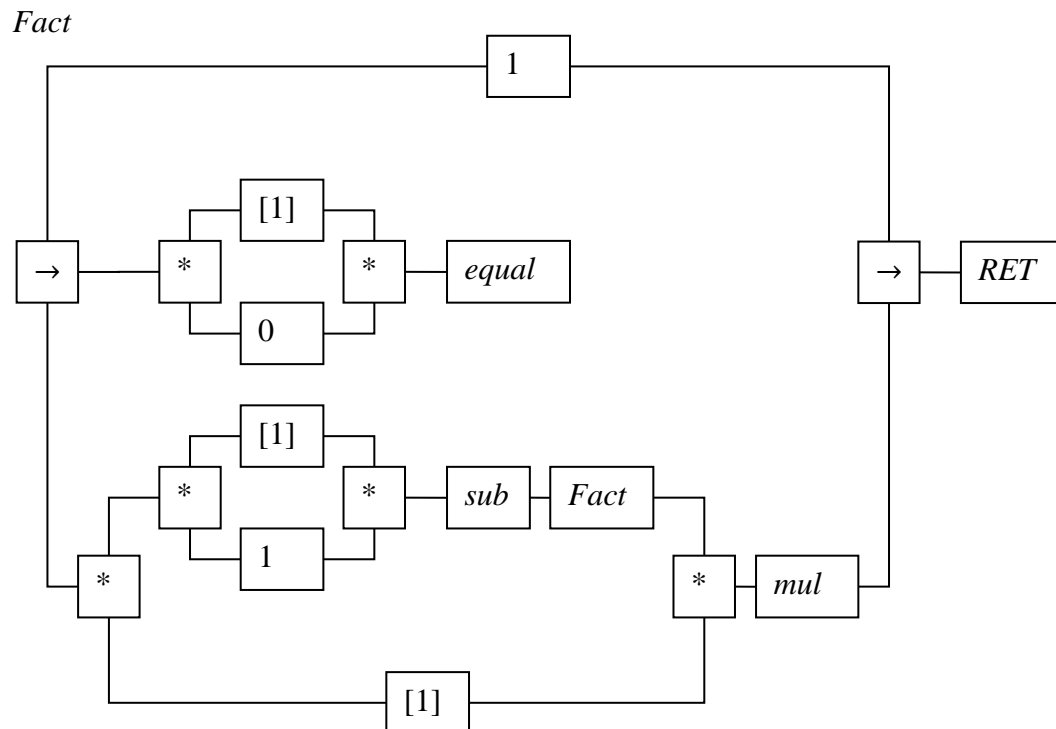 Fact
1
[1]
→ * * equal → RET
0
[1]
* * sub Fact
1
* * mul
[1]